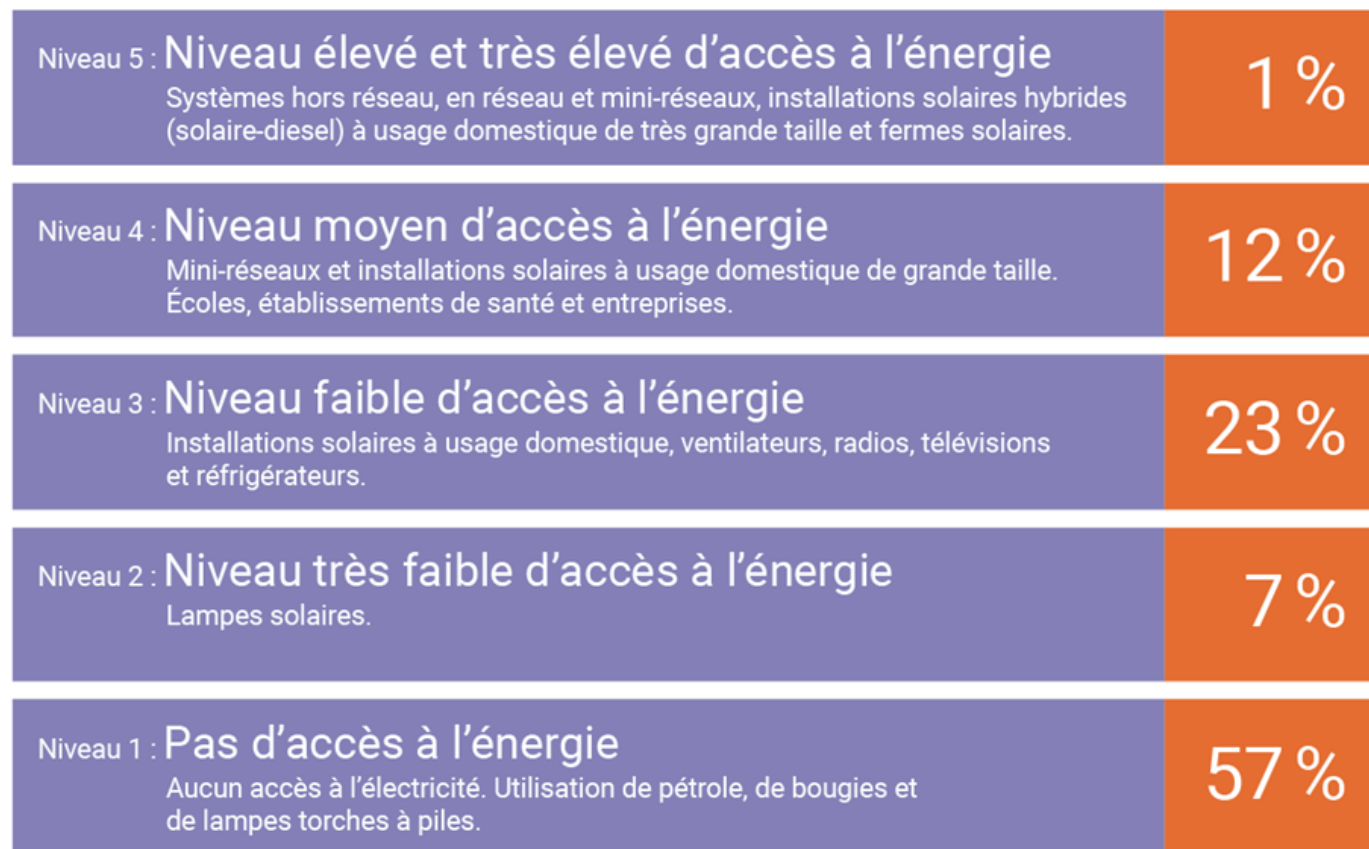 Niveau 5 : Niveau élevé et très élevé d’accès à l’énergie
Systèmes hors réseau, en réseau et mini-réseaux, installations solaires hybrides
(solaire-diesel) à usage domestique de très grande taille et fermes solaires.
1 %
Niveau 4 : Niveau moyen d’accès à l’énergie
Mini-réseaux et installations solaires à usage domestique de grande taille.
Écoles, établissements de santé et entreprises.
12 %
Niveau 3 : Niveau faible d’accès à l’énergie
Installations solaires à usage domestique, ventilateurs, radios, télévisions
et réfrigérateurs.
23 %
Niveau 2 : Niveau très faible d’accès à l’énergie
Lampes solaires.
7 %
Niveau 1 : Pas d’accès à l’énergie
Aucun accès à l’électricité. Utilisation de pétrole, de bougies et
de lampes torches à piles.
57 %